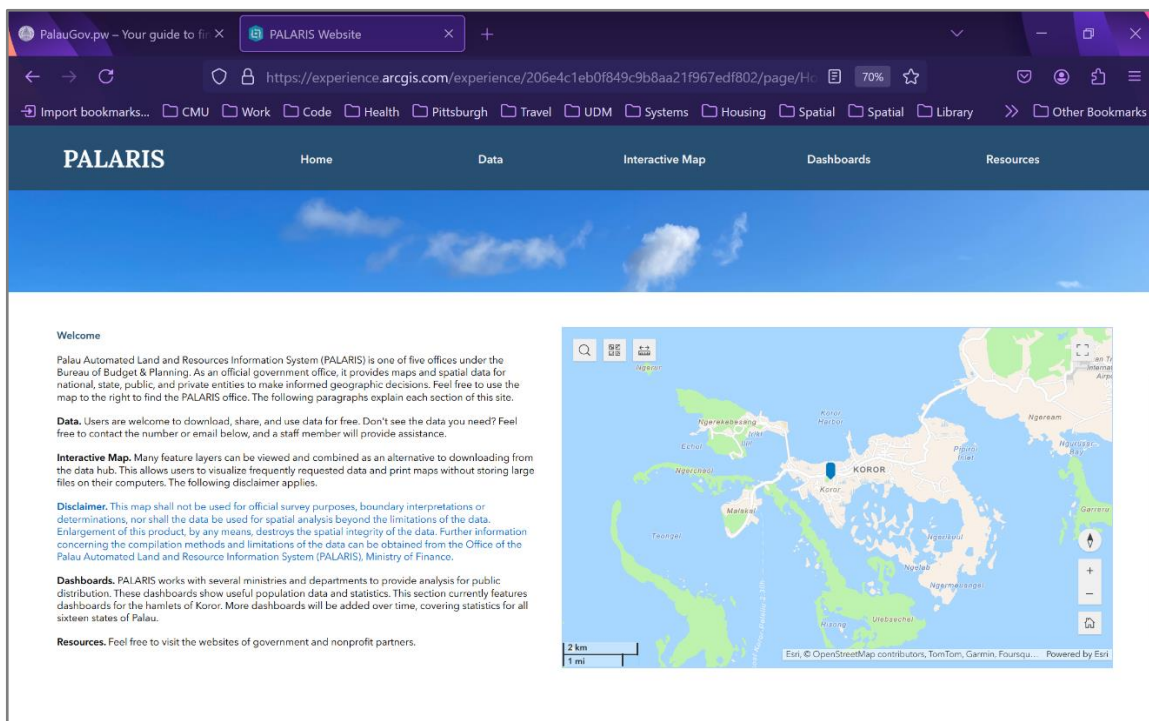 PalauGov.pw – Your guide to fir
PALARIS Website
https://experience.arcgis.com/experience/206e4c1eb0f849c9b8aa21f967edf802/page/Ho
70%
Import bookmarks... CMU Work Code Health Pittsburgh Travel UDM Systems Housing Spatial Spatial Library Other Bookmarks
PALARIS Home Data Interactive Map Dashboards Resources
Welcome
Palau Automated Land and Resources Information System (PALARIS) is one of five offices under the
Bureau of Budget & Planning. As an official government office, it provides maps and spatial data for
national, state, public, and private entities to make informed geographic decisions. Feel free to use the
map to the right to find the PALARIS office. The following paragraphs explain each section of this site.
Data. Users are welcome to download, share, and use data for free. Don't see the data you need? Feel
free to contact the number or email below, and a staff member will provide assistance.
Interactive Map. Many feature layers can be viewed and combined as an alternative to downloading from
the data hub. This allows users to visualize frequently requested data and print maps without storing large
files on their computers. The following disclaimer applies.
Disclaimer. This map shall not be used for official survey purposes, boundary interpretations or
determinations, nor shall the data be used for spatial analysis beyond the limitations of the data.
Enlargement of this product, by any means, destroys the spatial integrity of the data. Further information
concerning the compilation methods and limitations of the data can be obtained from the Office of the
Palau Automated Land and Resource Information System (PALARIS), Ministry of Finance.
Dashboards. PALARIS works with several ministries and departments to provide analysis for public
distribution. These dashboards show useful population data and statistics. This section currently features
dashboards for the hamlets of Koror. More dashboards will be added over time, covering statistics for all
sixteen states of Palau.
Resources. Feel free to visit the websites of government and nonprofit partners.
Ngerekebesang
Koror
Harbor
Echol
Ngeream
Ngercheol
KOROR
Koror
Malakal
Ngerikuul
Ngelab
Ngermeuangel
Risong
Utebsechel
2 km
1 mi
Esri, © OpenStreetMap contributors, TomTom, Garmin, Foursqu... Powered by Esri